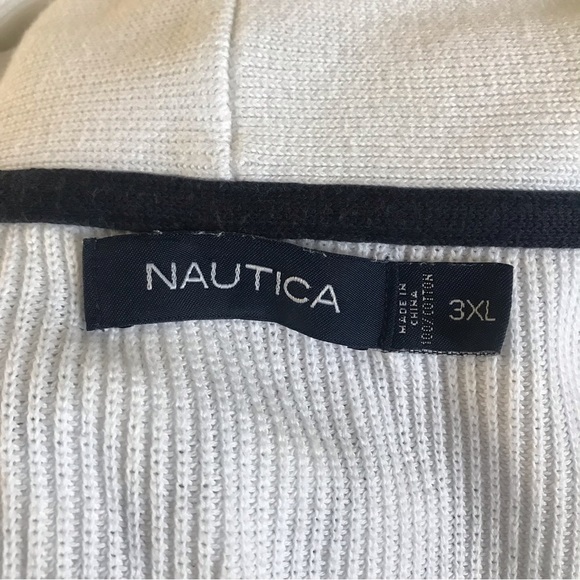 NAUTICA
MADE IN
CHINA
100%COTTON
3XL